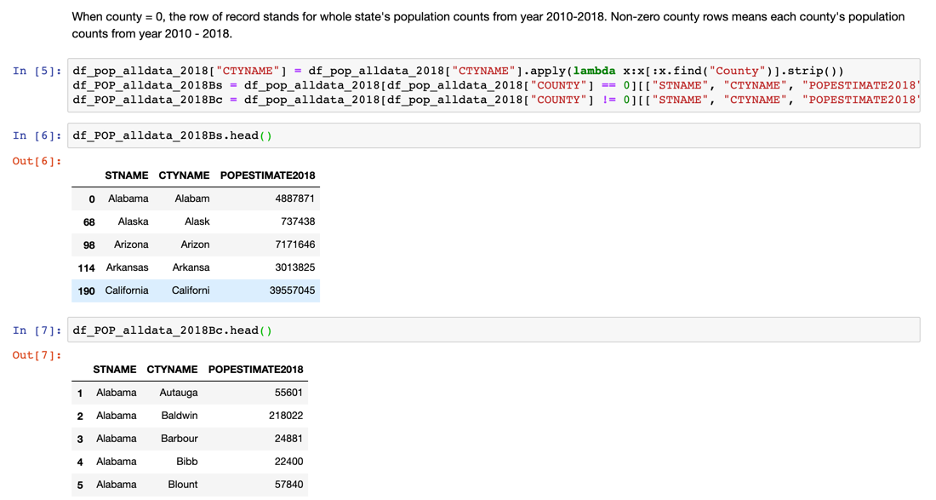 When county = 0, the row of record stands for whole state's population counts from year 2010-2018. Non-zero county rows means each county's population
counts from year 2010 - 2018.
In [5]: df_pop_alldata_2018["CTYNAME"] = df_pop_alldata_2018["CTYNAME"].apply(lambda x:x[:x.find("County")].strip())
df_pop_alldata_2018Bs = df_pop_alldata_2018[df_pop_alldata_2018["COUNTY"] == 0][["STNAME", "CTYNAME", "POPESTIMATE2018"
df_pop_alldata_2018Bc = df_pop_alldata_2018[df_pop_alldata_2018["COUNTY"] != 0][["STNAME", "CTYNAME", "POPESTIMATE2018"
In [6]: df_POP_alldata_2018Bs.head()
Out[6]:
STNAME CTYNAME POPESTIMATE2018
0 Alabama Alabam 4887871
68 Alaska Alask 737438
98 Arizona Arizon 7171646
114 Arkansas Arkansa 3013825
190 California Californi 39557045
In [7]: df_POP_alldata_2018Bc.head()
Out[7]:
STNAME CTYNAME POPESTIMATE2018
1 Alabama Autauga 55601
2 Alabama Baldwin 218022
3 Alabama Barbour 24881
4 Alabama Bibb 22400
5 Alabama Blount 57840